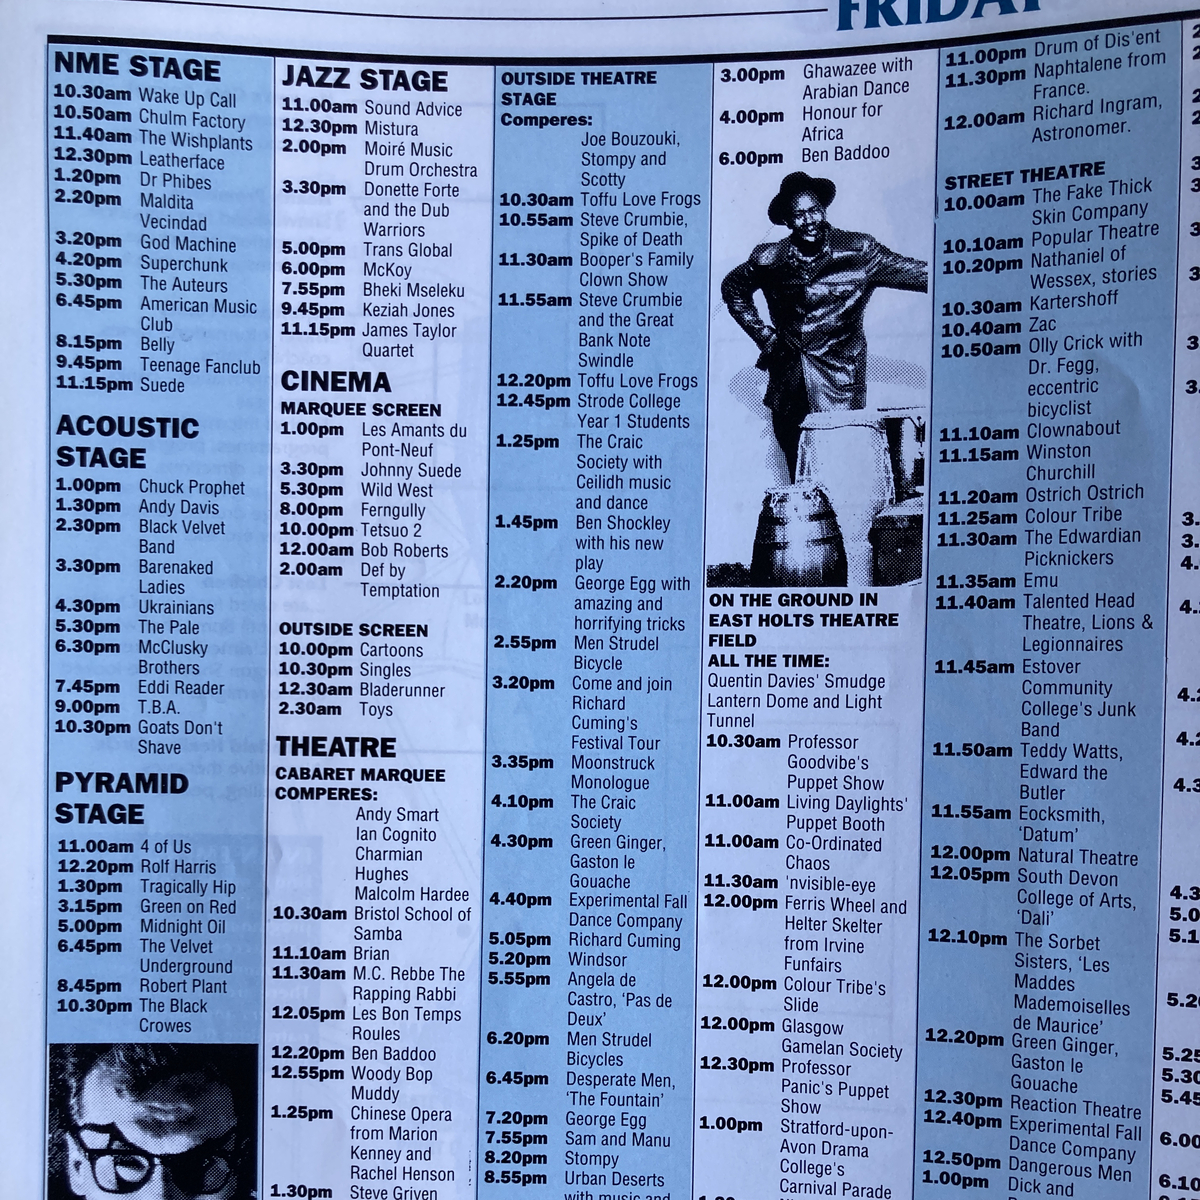 FRIDAY
NME STAGE
10.30am Wake Up Call
10.50am Chulm Factory
11.40am The Wishplants
12.30pm Leatherface
1.20pm Dr Phibes
2.20pm Maldita
Vecindad
3.20pm God Machine
4.20pm Superchunk
5.30pm The Auteurs
6.45pm American Music
Club
8.15pm Belly
9.45pm Teenage Fanclub
11.15pm Suede
ACOUSTIC
STAGE
1.00pm Chuck Prophet
1.30pm Andy Davis
2.30pm Black Velvet
Band
3.30pm Barenaked
Ladies
4.30pm Ukrainians
5.30pm The Pale
6.30pm McClusky
Brothers
7.45pm Eddi Reader
9.00pm T.B.A.
10.30pm Goats Don't
Shave
PYRAMID
STAGE
11.00am 4 of Us
12.20pm Rolf Harris
1.30pm Tragically Hip
3.15pm Green on Red
5.00pm Midnight Oil
6.45pm The Velvet
Underground
8.45pm Robert Plant
10.30pm The Black
Crowes
JAZZ STAGE
11.00am Sound Advice
12.30pm Mistura
2.00pm Moiré Music
Drum Orchestra
3.30pm Donette Forte
and the Dub
Warriors
5.00pm Trans Global
6.00pm McKoy
7.55pm Bheki Mseleku
9.45pm Keziah Jones
11.15pm James Taylor
Quartet
CINEMA
MARQUEE SCREEN
1.00pm Les Amants du
Pont-Neuf
3.30pm Johnny Suede
5.30pm Wild West
8.00pm Ferngully
10.00pm Tetsuo 2
12.00am Bob Roberts
2.00am Def by
Temptation
OUTSIDE SCREEN
10.00pm Cartoons
10.30pm Singles
12.30am Bladerunner
2.30am Toys
THEATRE
CABARET MARQUEE
COMPERES:
Andy Smart
Ian Cognito
Charmian
Hughes
Malcolm Hardee
10.30am Bristol School of
Samba
11.10am Brian
11.30am M.C. Rebbe The
Rapping Rabbi
12.05pm Les Bon Temps
Roules
12.20pm Ben Baddoo
12.55pm Woody Bop
Muddy
1.25pm Chinese Opera
from Marion
Kenney and
Rachel Henson
1.30pm Steve Griven
OUTSIDE THEATRE
STAGE
Comperes:
Joe Bouzouki,
Stompy and
Scotty
10.30am Toffu Love Frogs
10.55am Steve Crumbie,
Spike of Death
11.30am Booper's Family
Clown Show
11.55am Steve Crumbie
and the Great
Bank Note
Swindle
12.20pm Toffu Love Frogs
12.45pm Strode College
Year 1 Students
1.25pm The Craic
Society with
Ceilidh music
and dance
1.45pm Ben Shockley
with his new
play
2.20pm George Egg with
amazing and
horrifying tricks
2.55pm Men Strudel
Bicycle
3.20pm Come and join
Richard
Cuming's
Festival Tour
3.35pm Moonstruck
Monologue
4.10pm The Craic
Society
4.30pm Green Ginger,
Gaston le
Gouache
4.40pm Experimental Fall
Dance Company
5.05pm Richard Cuming
5.20pm Windsor
5.55pm Angela de
Castro, 'Pas de
Deux'
6.20pm Men Strudel
Bicycles
6.45pm Desperate Men,
'The Fountain'
7.20pm George Egg
7.55pm Sam and Manu
8.20pm Stompy
8.55pm Urban Deserts
with music and
3.00pm Ghawazee with
Arabian Dance
4.00pm Honour for
Africa
6.00pm Ben Baddoo
ON THE GROUND IN
EAST HOLTS THEATRE
FIELD
ALL THE TIME:
Quentin Davies' Smudge
Lantern Dome and Light
Tunnel
10.30am Professor
Goodvibe's
Puppet Show
11.00am Living Daylights'
Puppet Booth
11.00am Co-Ordinated
Chaos
11.30am 'nvisible-eye
12.00pm Ferris Wheel and
Helter Skelter
from Irvine
Funfairs
12.00pm Colour Tribe's
Slide
12.00pm Glasgow
Gamelan Society
12.30pm Professor
Panic's Puppet
Show
1.00pm Stratford-upon-
Avon Drama
College's
Carnival Parade
11.00pm Drum of Dis'ent
11.30pm Naphtalene from
France.
12.00am Richard Ingram,
Astronomer.
STREET THEATRE
10.00am The Fake Thick
Skin Company
10.10am Popular Theatre
10.20pm Nathaniel of
Wessex, stories
10.30am Kartershoff
10.40am Zac
10.50am Olly Crick with
Dr. Fegg,
eccentric
bicyclist
11.10am Clownabout
11.15am Winston
Churchill
11.20am Ostrich Ostrich
11.25am Colour Tribe
11.30am The Edwardian
Picknickers
11.35am Emu
11.40am Talented Head
Theatre, Lions &
Legionnaires
11.45am Estover
Community
College's Junk
Band
11.50am Teddy Watts,
Edward the
Butler
11.55am Eocksmith,
'Datum'
12.00pm Natural Theatre
12.05pm South Devon
College of Arts,
'Dali'
12.10pm The Sorbet
Sisters, 'Les
Maddes
Mademoiselles
de Maurice'
12.20pm Green Ginger,
Gaston le
Gouache
12.30pm Reaction Theatre
12.40pm Experimental Fall
Dance Company
12.50pm Dangerous Men
1.00pm Dick and